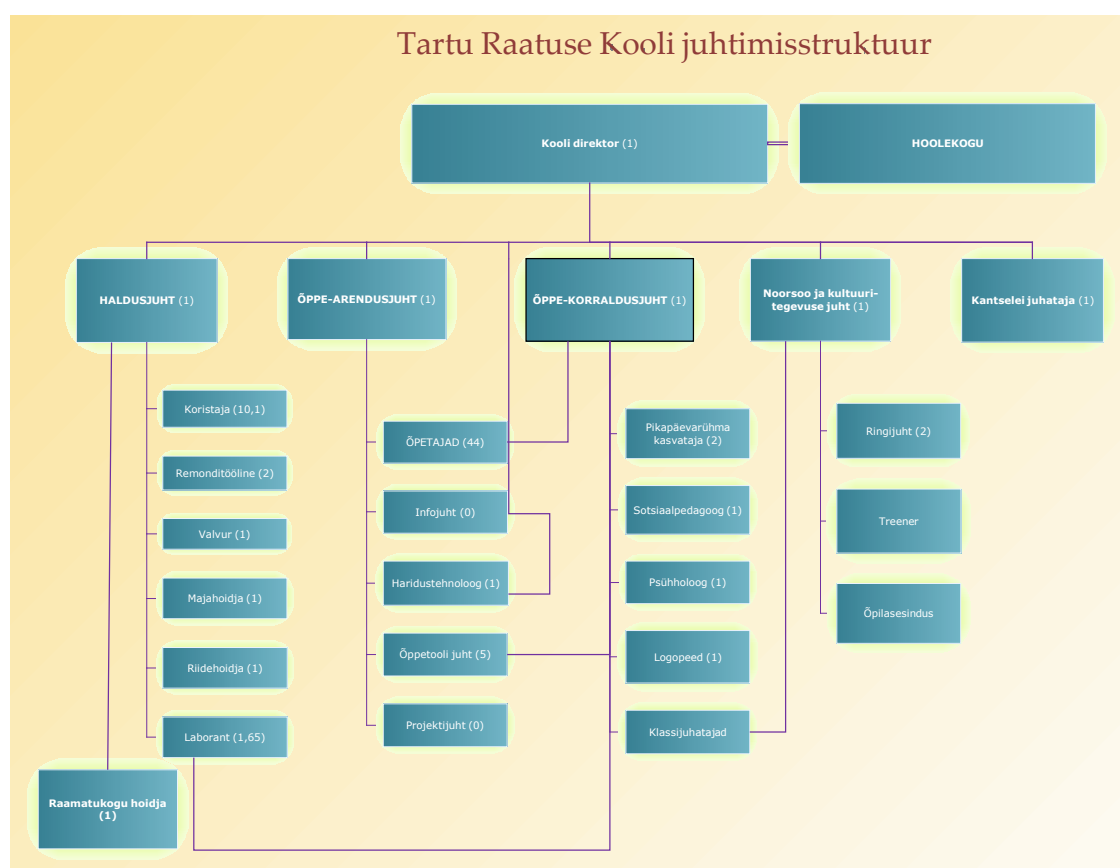 Tartu Raatuse Kooli juhtimisstruktuur
Kooli direktor (1)
HOOLEKOGU
HALDUSJUHT (1)
ÕPPE-ARENDUSJUHT (1)
ÕPPE-KORRALDUSJUHT (1)
Noorsoo ja kultuuri-
tegevuse juht (1)
Kantselei juhataja (1)
Koristaja (10,1)
Remonditööline (2)
Valvur (1)
Majahoidja (1)
Riidehoidja (1)
Laborant (1,65)
Raamatukogu hoidja
(1)
ÕPETAJAD (44)
Infojuht (0)
Haridustehnoloog (1)
Õppetooli juht (5)
Projektijuht (0)
Pikapäevarühma
kasvataja (2)
Sotsiaalpedagoog (1)
Psühholoog (1)
Logopeed (1)
Klassijuhatajad
Ringijuht (2)
Treener
Õpilasesindus